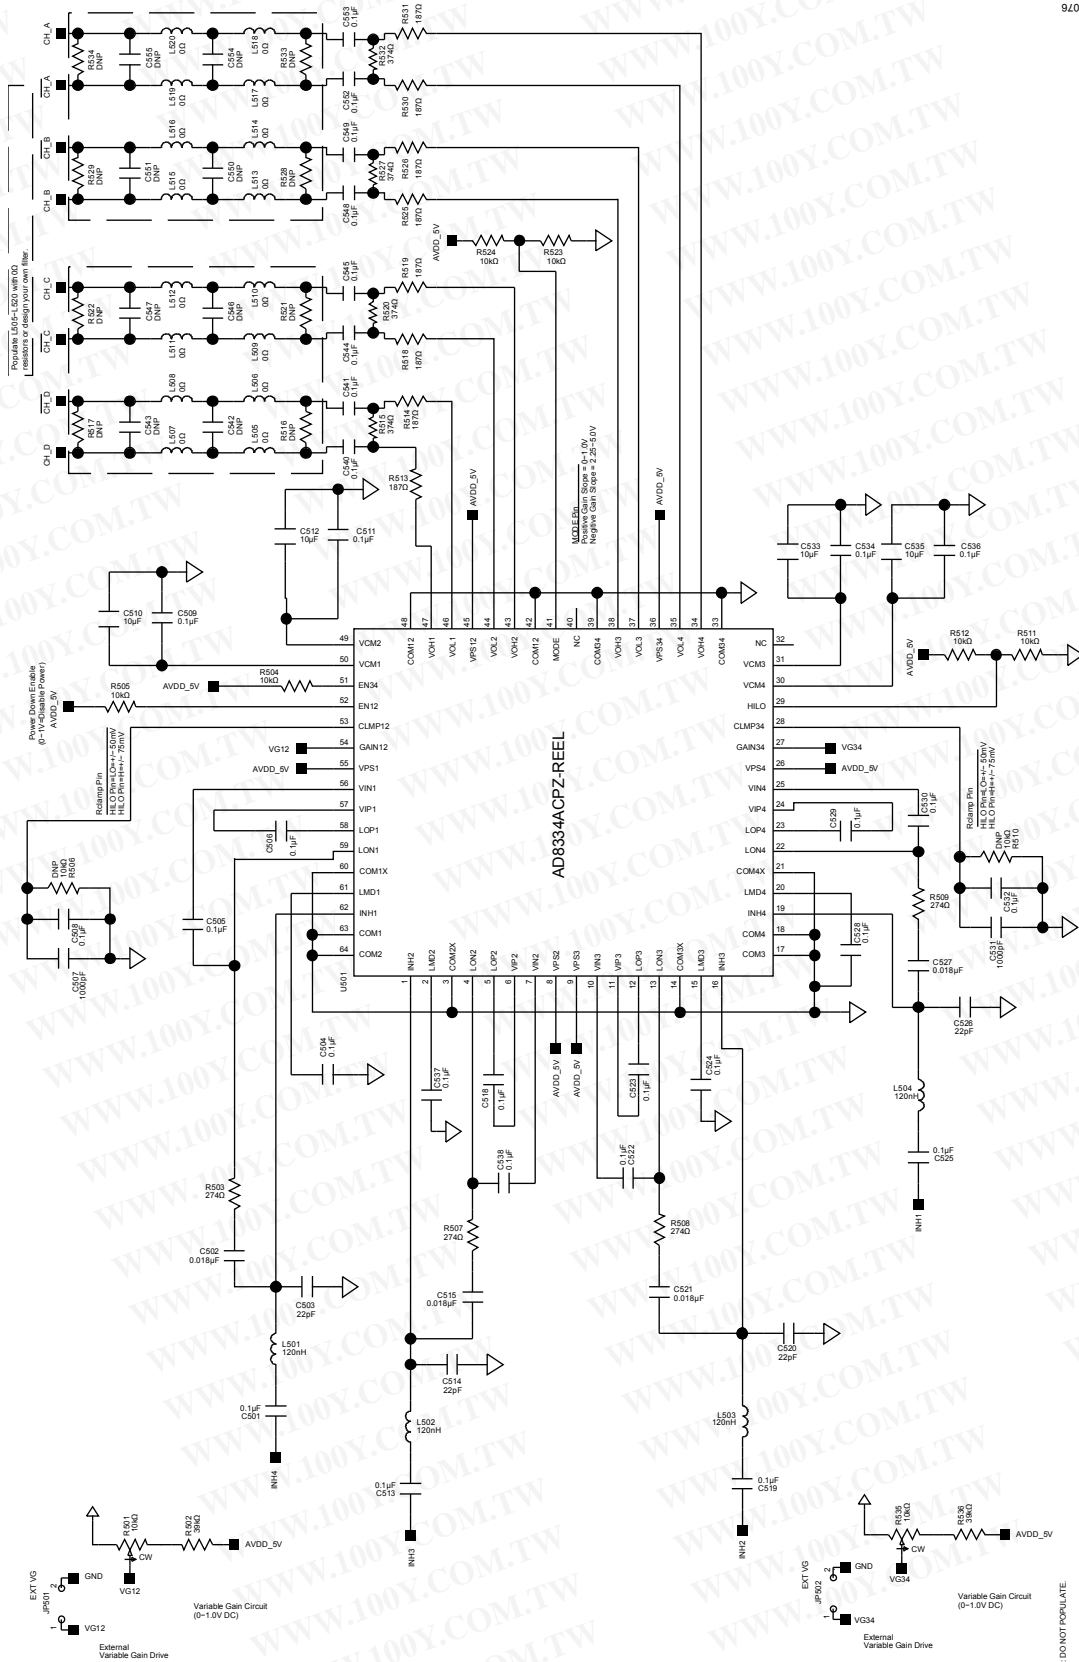 076
CH_A
CH_A
CH_B
CH_B
CH_C
CH_C
CH_D
CH_D
Populate L505–L520 with 0Ω
resistors or design your own filter.
R534
DNP
C555
DNP
L520
0Ω
C554
DNP
L518
0Ω
R533
DNP
C553
0.1µF
R531
187Ω
R532
374Ω
L519
0Ω
L517
0Ω
C552
0.1µF
R530
187Ω
L516
0Ω
L514
0Ω
C549
0.1µF
R529
DNP
C551
DNP
C550
DNP
R528
DNP
R527
374Ω
R526
187Ω
L515
0Ω
L513
0Ω
C548
0.1µF
R525
187Ω
AVDD_5V
R524
10kΩ
R523
10kΩ
C545
0.1µF
R519
187Ω
R522
DNP
C547
DNP
L512
0Ω
C546
DNP
L510
0Ω
R521
DNP
R520
374Ω
L511
0Ω
L509
0Ω
C544
0.1µF
R518
187Ω
L508
0Ω
L506
0Ω
C541
0.1µF
R517
DNP
C543
DNP
L507
0Ω
C542
DNP
L505
0Ω
R516
DNP
R515
374Ω
R514
187Ω
C540
0.1µF
R513
187Ω
MODE Pin
Positive Gain Slope = 0–1.0V
Negitive Gain Slope = 2.25–5.0V
AVDD_5V
AVDD_5V
C512
10µF
C511
0.1µF
C510
10µF
C509
0.1µF
C533
10µF
C534
0.1µF
C535
10µF
C536
0.1µF
R512
10kΩ
R511
10kΩ
AVDD_5V
Power Down Enable
(0–1V=Disable Power)
AVDD_5V
R505
10kΩ
AVDD_5V
R504
10kΩ
48 COM12
47 VOH1
46 VOL1
45 VPS12
44 VOL2
43 VOH2
42 COM12
41 MODE
40 NC
39 COM34
38 VOH3
37 VOL3
36 VPS34
35 VOL4
34 VOH4
33 COM34
49 VCM2
50 VCM1
51 EN34
52 EN12
53 CLMP12
54 GAIN12
55 VPS1
56 VIN1
57 VIP1
58 LOP1
59 LON1
60 COM1X
61 LMD1
62 INH1
63 COM1
64 COM2
NC 32
VCM3 31
VCM4 30
HILO 29
CLMP34 28
GAIN34 27
VPS4 26
VIN4 25
VIP4 24
LOP4 23
LON4 22
COM4X 21
LMD4 20
INH4 19
COM4 18
COM3 17
INH2 1
LMD2 2
COM2X 3
LON2 4
LOP2 5
VIP2 6
VIN2 7
VPS2 8
VPS3 9
VIN3 10
VIP3 11
LOP3 12
LON3 13
COM3X 14
LMD3 15
INH3 16
U501
AD8334ACPZ-REEL
VG12
AVDD_5V
VG34
AVDD_5V
Rclamp Pin
HILO Pin=LO=+/– 50mV
HILO Pin=H=+/– 75mV
DNP
10kΩ
R506
C508
0.1µF
C507
1000pF
C506
0.1µF
C505
0.1µF
C504
0.1µF
R503
274Ω
C502
0.018µF
C503
22pF
L501
120nH
0.1µF
C501
INH4
C537
0.1µF
C518
0.1µF
C538
0.1µF
R507
274Ω
C515
0.018µF
C514
22pF
L502
120nH
0.1µF
C513
INH3
AVDD_5V
AVDD_5V
C523
0.1µF
0.1µF
C522
C524
0.1µF
R508
274Ω
C521
0.018µF
C520
22pF
L503
120nH
0.1µF
C519
INH2
C530
0.1µF
C529
0.1µF
Rclamp Pin
HILO Pin=LO=+/– 50mV
HILO Pin=H=+/– 75mV
DNP
10kΩ
R510
C532
0.1µF
C531
1000pF
R509
274Ω
C528
0.1µF
C527
0.018µF
C526
22pF
L504
120nH
0.1µF
C525
INH1
R501
10kΩ
R502
39kΩ
AVDD_5V
CW
VG12
EXT VG
JP501
2
1
GND
VG12
Variable Gain Circuit
(0–1.0V DC)
External
Variable Gain Drive
R535
10kΩ
R536
39kΩ
AVDD_5V
CW
VG34
EXT VG
JP502
2
1
GND
VG34
Variable Gain Circuit
(0–1.0V DC)
External
Variable Gain Drive
: DO NOT POPULATE.
WWW.100Y.COM.TW